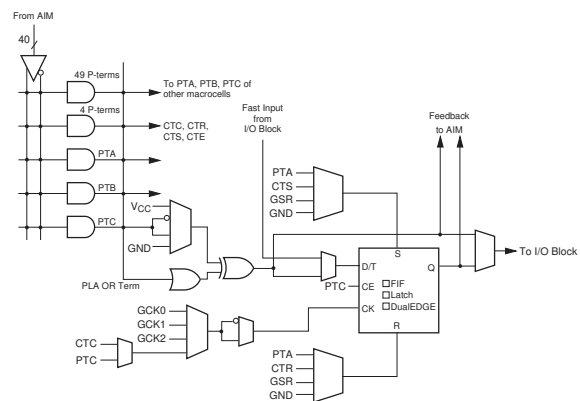 From AIM
40
49 P-terms
To PTA, PTB, PTC of
other macrocells
4 P-terms
CTC, CTR,
CTS, CTE
PTA
PTB
PTC
Fast Input
from
I/O Block
Feedback
to AIM
PTA
CTS
GSR
GND
VCC
GND
PLA OR Term
D/T
S
Q
To I/O Block
PTC
CE
FIF
Latch
DualEDGE
CK
R
GCK0
GCK1
GCK2
CTC
PTC
PTA
CTR
GSR
GND